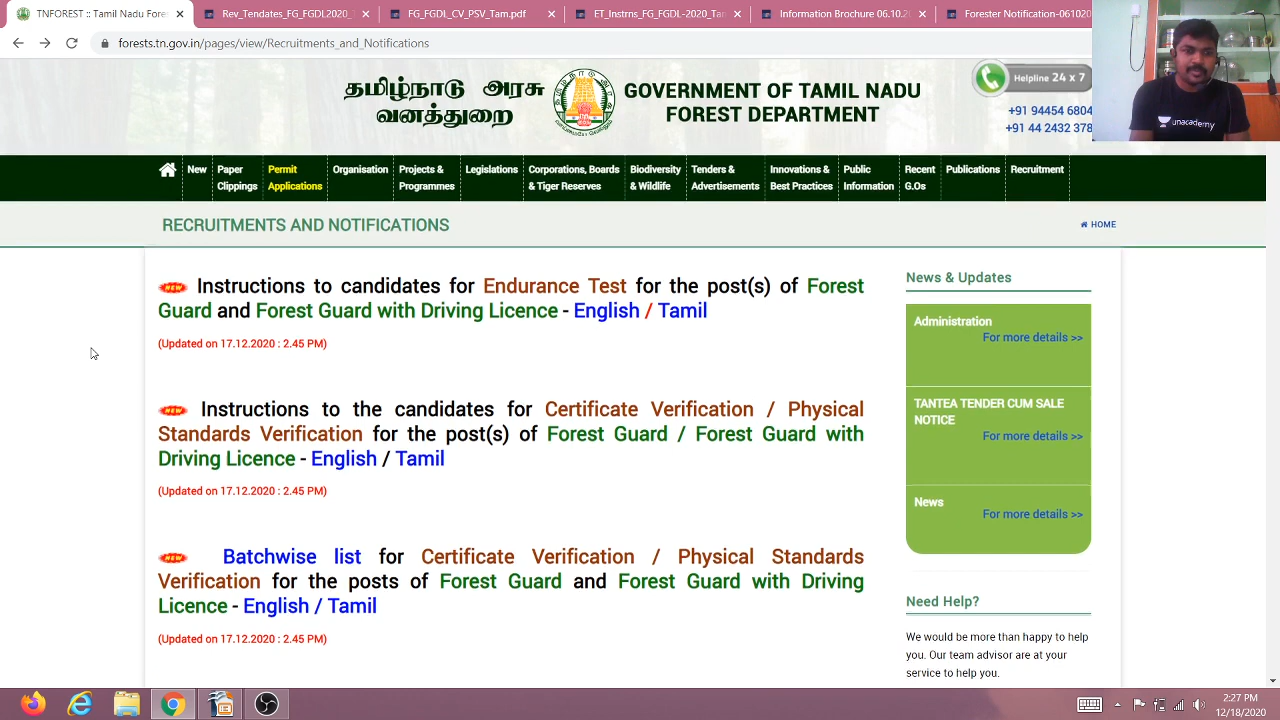 TNFOREST
Rev_Tendates_FG_FGDL2020_
FG_FGDL_CV_PSV_Tam.pdf
ET_Instrns_FG_FGDL-2020_Tan
Information Brochure 06.10.2
Forester Notification-061020
forests.tn.gov.in/pages/view/Recruitments_and_Notifications
தமிழ்நாடு அரசு
வனத்துறை
GOVERNMENT OF TAMIL NADU
FOREST DEPARTMENT
Helpline 24 x 7
+91 94454 6804
+91 44 2432 378
unacademy
New
Paper Clippings
Permit Applications
Organisation
Projects & Programmes
Legislations
Corporations, Boards & Tiger Reserves
Biodiversity & Wildlife
Tenders & Advertisements
Innovations & Best Practices
Public Information
Recent G.Os
Publications
Recruitment
RECRUITMENTS AND NOTIFICATIONS
HOME
NEW Instructions to candidates for Endurance Test for the post(s) of Forest
Guard and Forest Guard with Driving Licence - English / Tamil
(Updated on 17.12.2020 : 2.45 PM)
NEW Instructions to the candidates for Certificate Verification / Physical
Standards Verification for the post(s) of Forest Guard / Forest Guard with
Driving Licence - English / Tamil
(Updated on 17.12.2020 : 2.45 PM)
NEW Batchwise list for Certificate Verification / Physical Standards
Verification for the posts of Forest Guard and Forest Guard with Driving
Licence - English / Tamil
(Updated on 17.12.2020 : 2.45 PM)
News & Updates
Administration
For more details >>
TANTEA TENDER CUM SALE
NOTICE
For more details >>
News
For more details >>
Need Help?
We would be more than happy to help
you. Our team advisor are at your
service to help you.
2:27 PM
12/18/2020